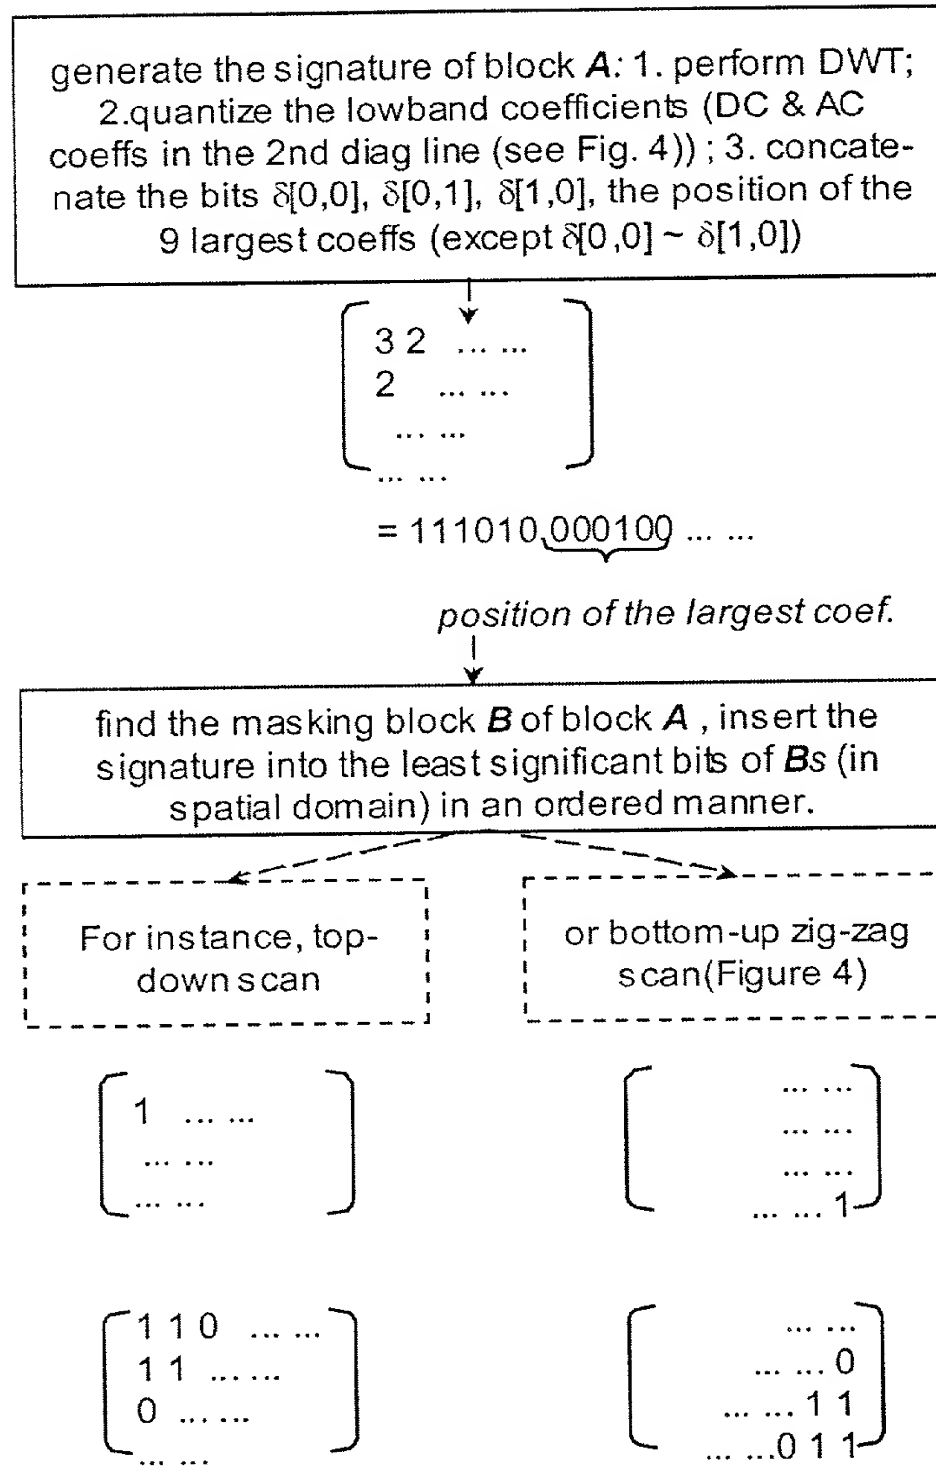 generate the signature of block A: 1. perform DWT;
2.quantize the lowband coefficients (DC & AC
coeffs in the 2nd diag line (see Fig. 4)) ; 3. concate-
nate the bits δ[0,0], δ[0,1], δ[1,0], the position of the
9 largest coeffs (except δ[0,0] ~ δ[1,0])
3 2 ... ...
2 ... ...
... ...
... ...
= 111010,000100 ... ...
position of the largest coef.
find the masking block B of block A , insert the
signature into the least significant bits of Bs (in
spatial domain) in an ordered manner.
For instance, top-
down scan
or bottom-up zig-zag
scan(Figure 4)
1 ... ...
... ...
... ...
... ...
... ...
... ...
... ... 1
1 1 0 ... ...
1 1 ... ...
0 ... ...
... ...
... ...
... ... 0
... ... 1 1
... ...0 1 1